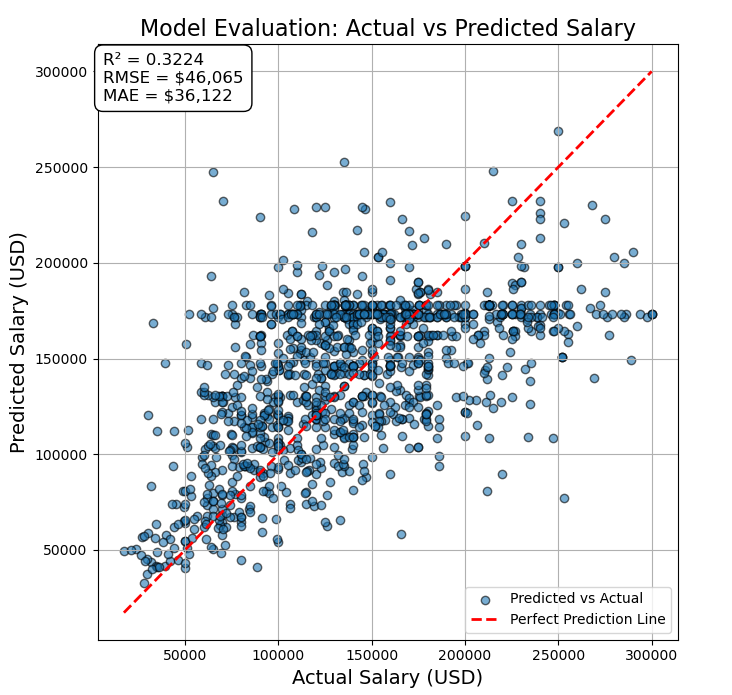 Model Evaluation: Actual vs Predicted Salary
R² = 0.3224
RMSE = $46,065
MAE = $36,122
300000
250000
200000
150000
100000
50000
Predicted Salary (USD)
Predicted vs Actual
Perfect Prediction Line
50000 100000 150000 200000 250000 300000
Actual Salary (USD)